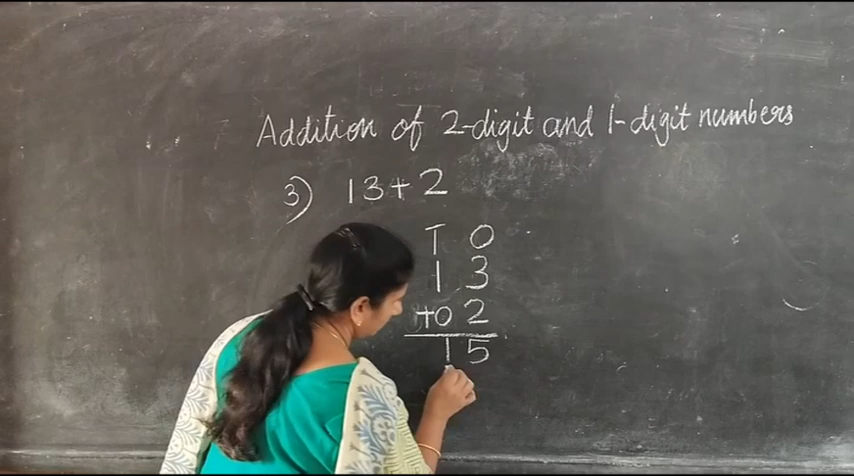 Addition of 2-digit and 1-digit numbers
3) 13+2
T O
1 3
+0 2
1 5